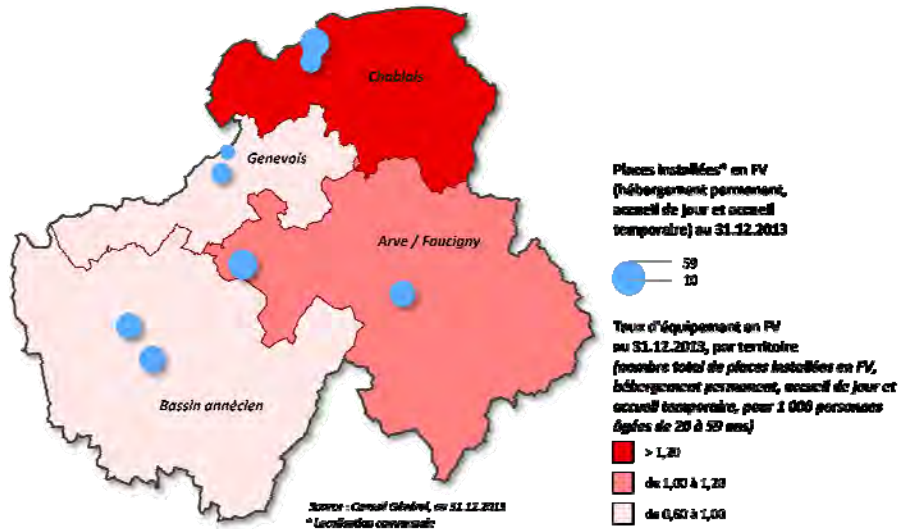 Chablais
Genevois
Arve / Faucigny
Bassin annécien
Places installées* en FV
(hébergement permanent,
accueil de jour et accueil
temporaire) au 31.12.2013
59
10
Taux d'équipement en FV
au 31.12.2013, par territoire
(nombre total de places installées en FV,
hébergement permanent, accueil de jour et
accueil temporaire, pour 1 000 personnes
âgées de 20 à 59 ans)
> 1,20
de 1,00 à 1,20
de 0,60 à 1,00
Source : Conseil Général, au 31.12.2013
* Localisation communale